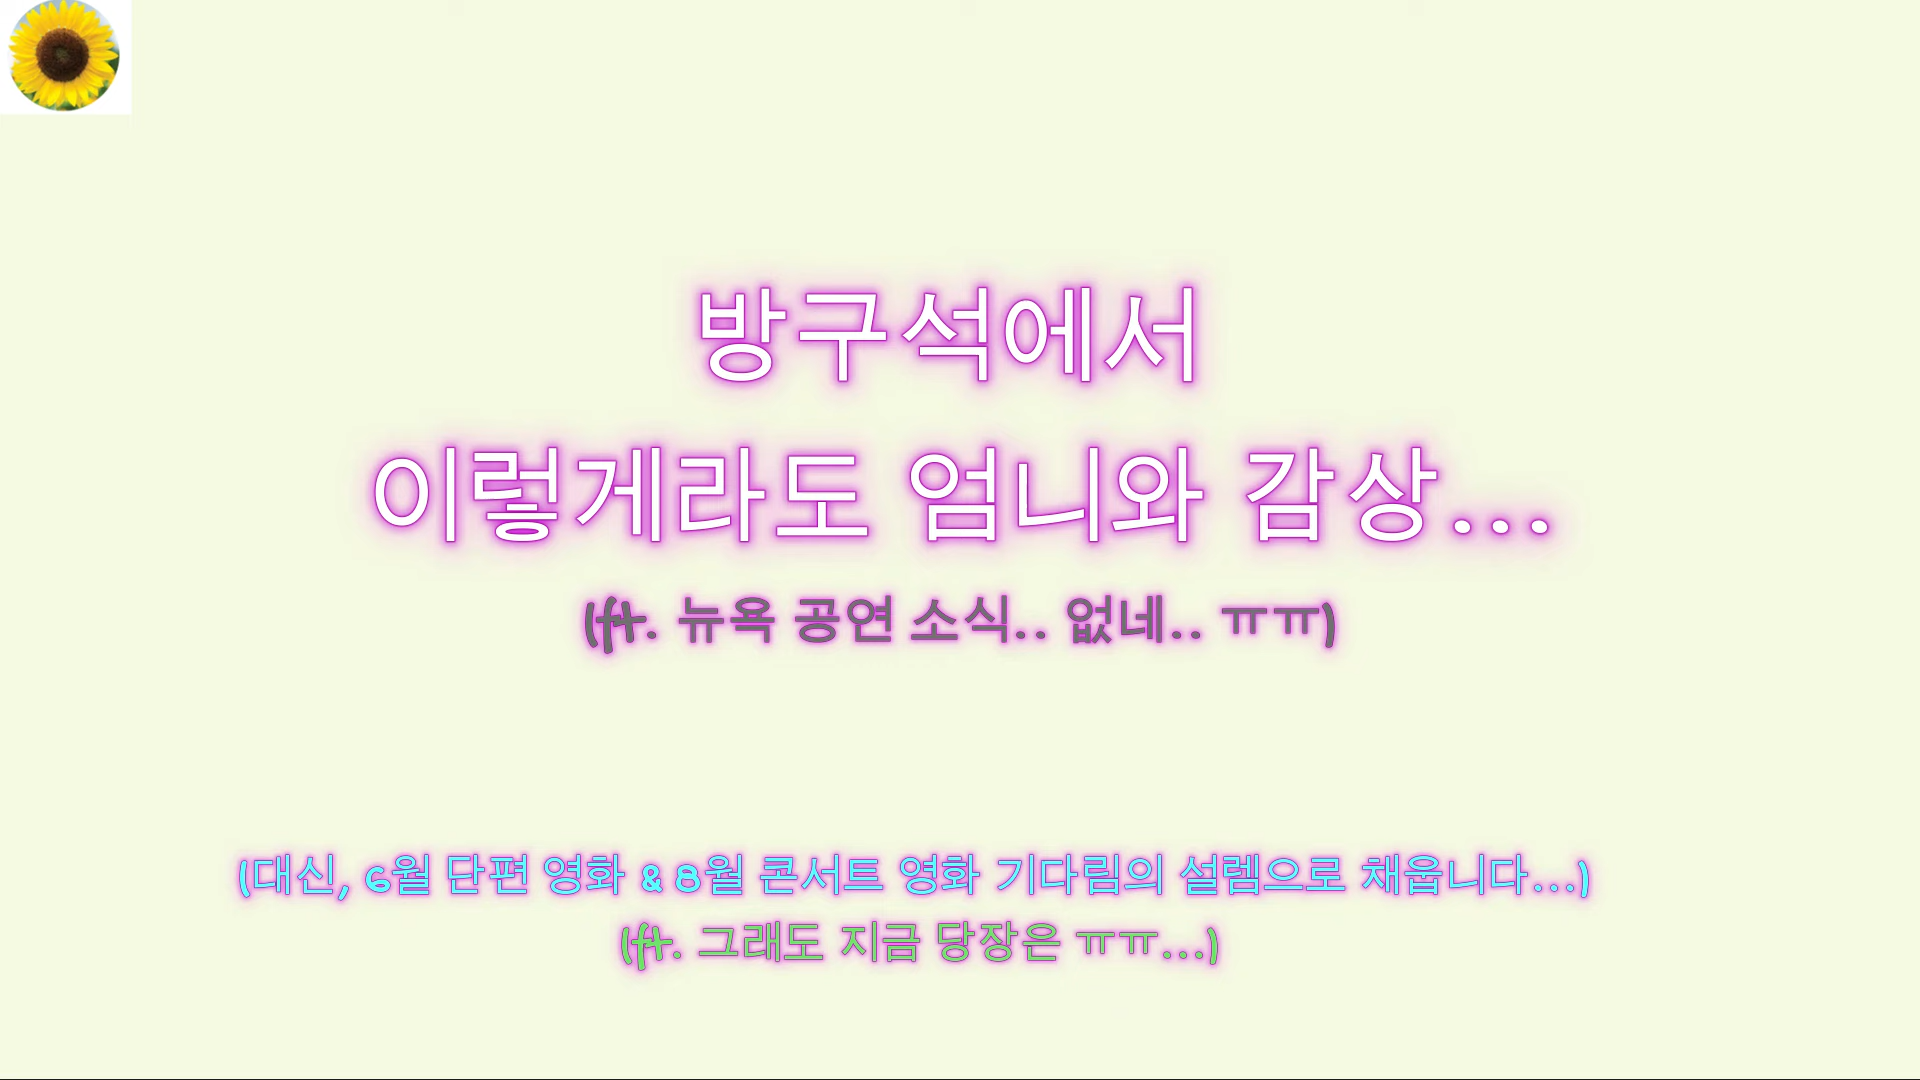 방구석에서
이렇게라도 엄니와 감상...
(ft. 뉴욕 공연 소식.. 없네.. ㅠㅠ)
(대신, 6월 단편 영화 & 8월 콘서트 영화 기다림의 설렘으로 채웁니다...)
(ft. 그래도 지금 당장은 ㅠㅠ...)